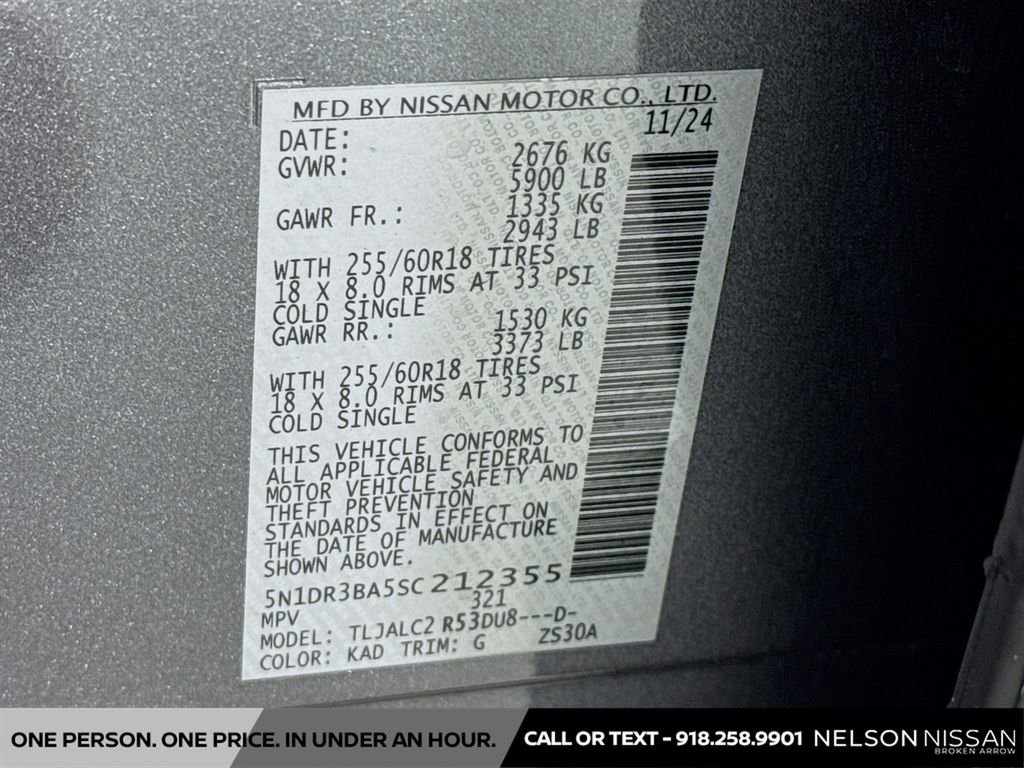 MFD BY NISSAN MOTOR CO., LTD.
DATE: 11/24
GVWR: 2676 KG
5900 LB
GAWR FR.: 1335 KG
2943 LB
WITH 255/60R18 TIRES
18 X 8.0 RIMS AT 33 PSI
COLD SINGLE
GAWR RR.: 1530 KG
3373 LB
WITH 255/60R18 TIRES
18 X 8.0 RIMS AT 33 PSI
COLD SINGLE
THIS VEHICLE CONFORMS TO
ALL APPLICABLE FEDERAL
MOTOR VEHICLE SAFETY AND
THEFT PREVENTION
STANDARDS IN EFFECT ON
THE DATE OF MANUFACTURE
SHOWN ABOVE.
5N1DR3BA5SC212355
MPV 321
MODEL: TLJALC2 R53DU8---D-
COLOR: KAD TRIM: G ZS30A
ONE PERSON. ONE PRICE. IN UNDER AN HOUR.
CALL OR TEXT - 918.258.9901
NELSON NISSAN
BROKEN ARROW